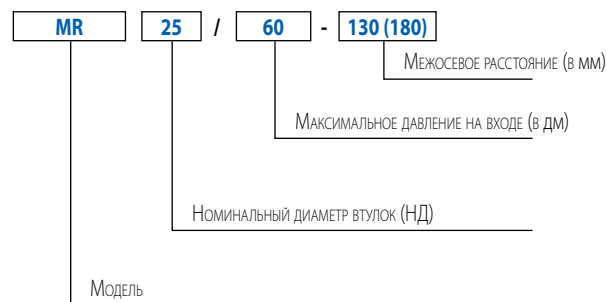 MR 25 / 60 - 130 (180)
Межосевое расстояние (в мм)
Максимальное давление на входе (в дм)
Номинальный диаметр втулок (НД)
Модель